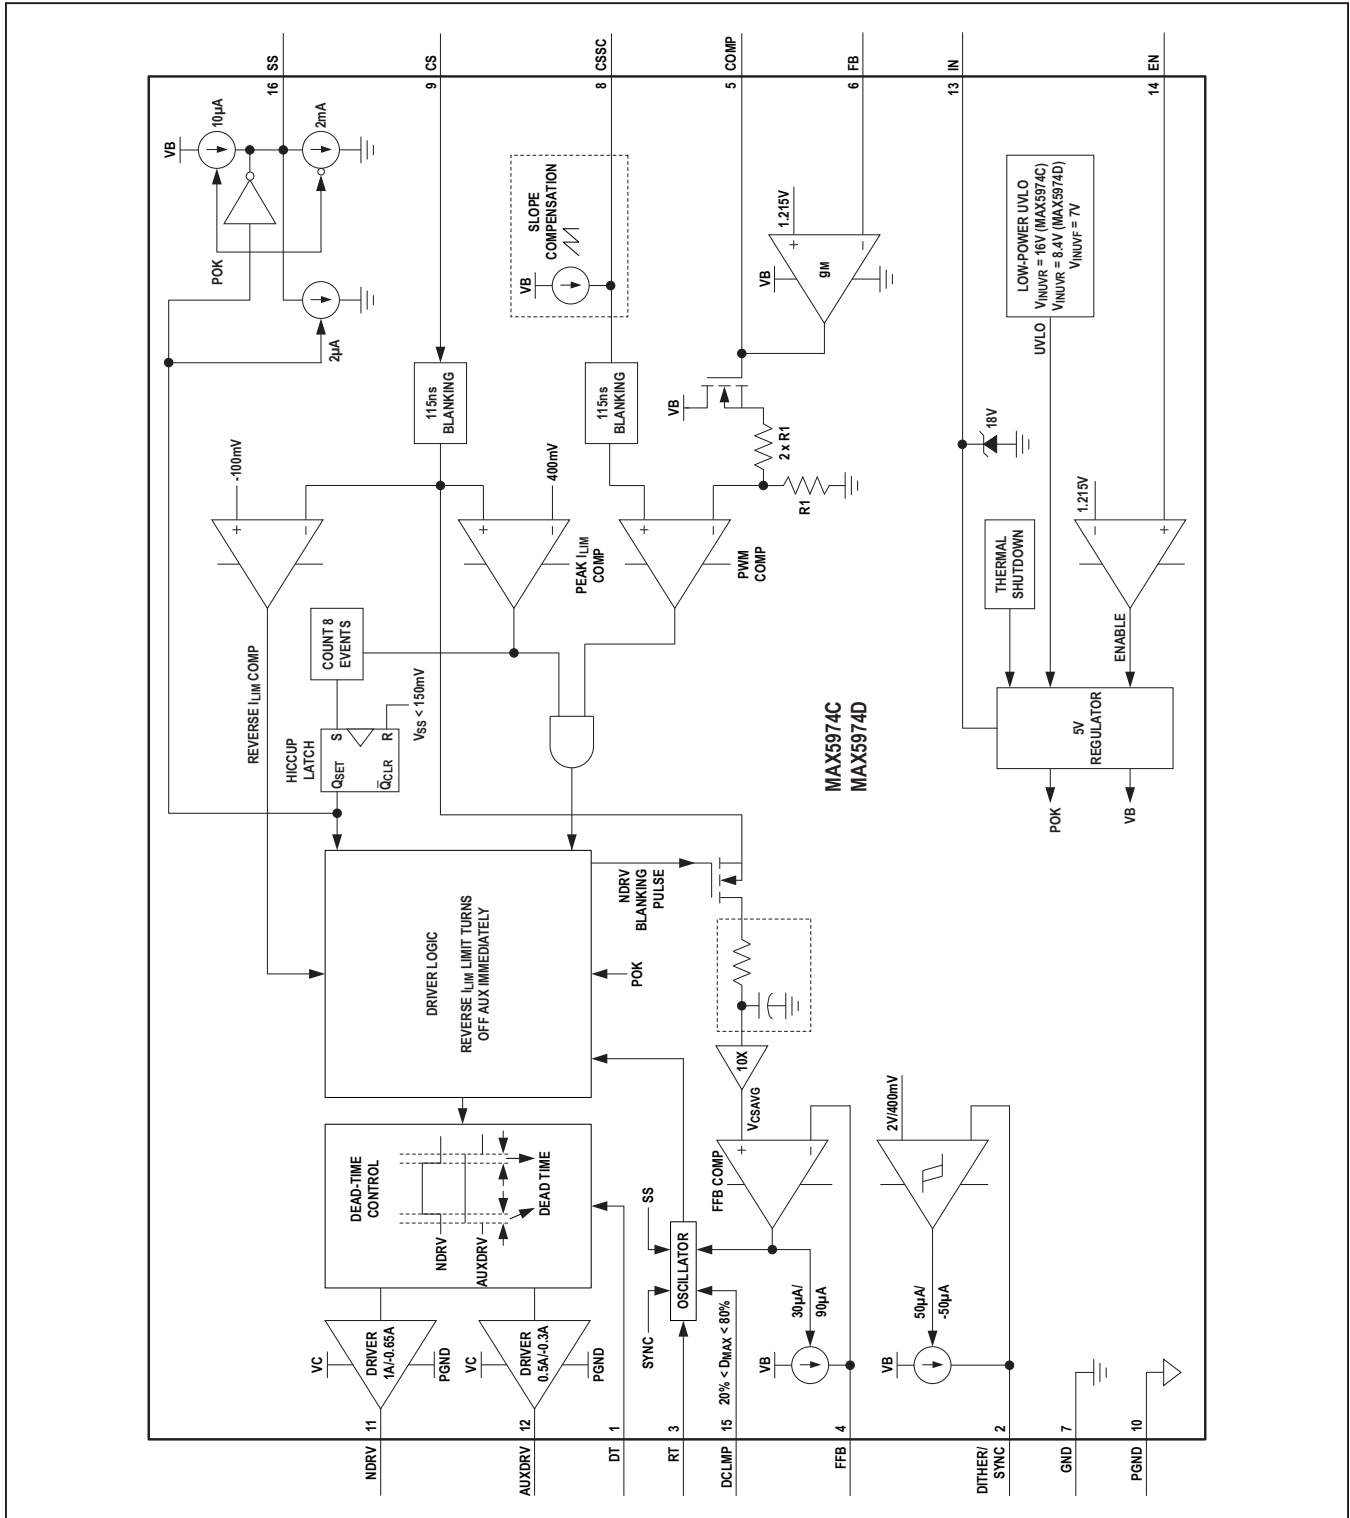 16 SS
9 CS
8 CSSC
5 COMP
6 FB
13 IN
14 EN
VB
10µA
2mA
POK
2µA
SLOPE
COMPENSATION
VB
1.215V
+
−
VB
gM
LOW-POWER UVLO
VINUVR = 16V (MAX5974C)
VINUVR = 8.4V (MAX5974D)
VINUVF = 7V
UVLO
115ns
BLANKING
115ns
BLANKING
VB
2 x R1
R1
18V
-100mV
+
−
REVERSE ILIM COMP
400mV
+
−
PEAK ILIM
COMP
+
−
PWM
COMP
THERMAL
SHUTDOWN
1.215V
−
+
ENABLE
COUNT 8
EVENTS
HICCUP
LATCH
S
R
QSET
QCLR
VSS < 150mV
MAX5974C
MAX5974D
5V
REGULATOR
POK
VB
DRIVER LOGIC
REVERSE ILIM LIMIT TURNS
OFF AUX IMMEDIATELY
NDRV
BLANKING
PULSE
POK
10X
VCSAVG
DEAD-TIME
CONTROL
NDRV
AUXDRV
DEAD TIME
FFB COMP
+
−
2V/400mV
SS
OSCILLATOR
SYNC
20% < DMAX < 80%
30µA/
90µA
VB
50µA/
-50µA
VB
VC
DRIVER
1A/-0.65A
PGND
VC
DRIVER
0.5A/-0.3A
PGND
NDRV 11
AUXDRV 12
DT 1
RT 3
DCLMP 15
FFB 4
DITHER/
SYNC 2
GND 7
PGND 10